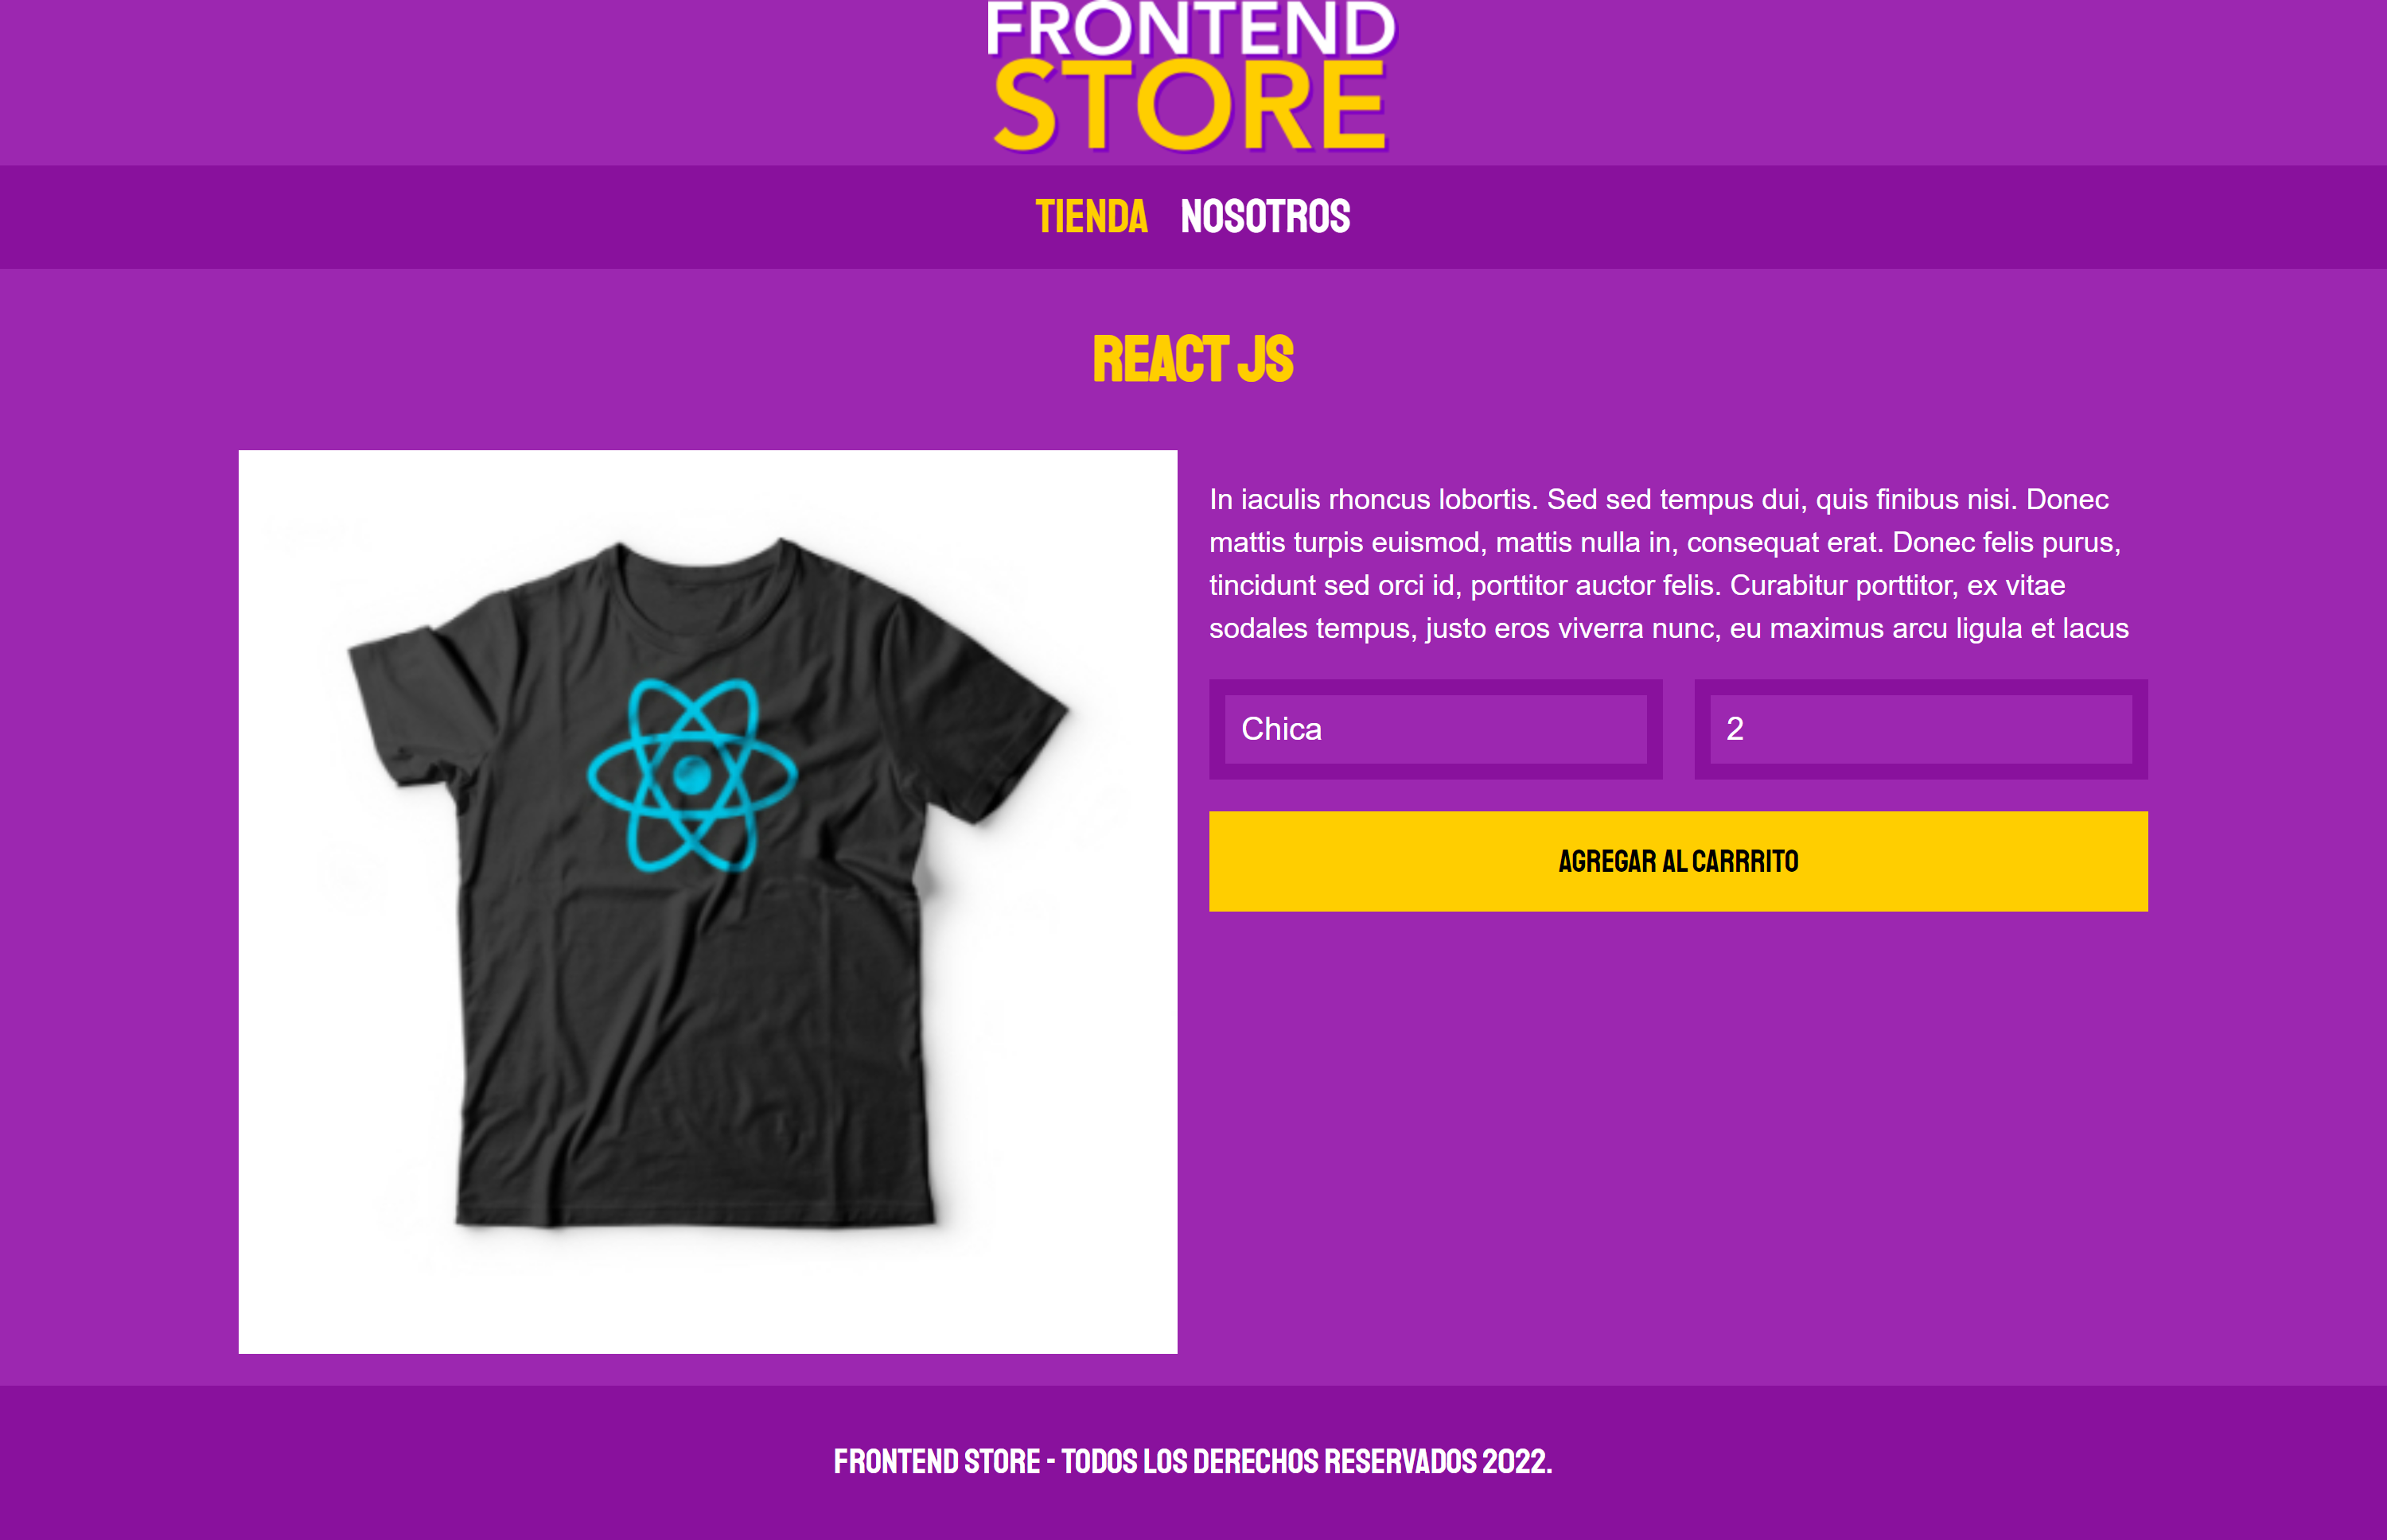 FRONTEND
STORE
TIENDA NOSOTROS
REACT JS
In iaculis rhoncus lobortis. Sed sed tempus dui, quis finibus nisi. Donec
mattis turpis euismod, mattis nulla in, consequat erat. Donec felis purus,
tincidunt sed orci id, porttitor auctor felis. Curabitur porttitor, ex vitae
sodales tempus, justo eros viverra nunc, eu maximus arcu ligula et lacus
Chica 2
AGREGAR AL CARRRITO
FRONTEND STORE - TODOS LOS DERECHOS RESERVADOS 2022.